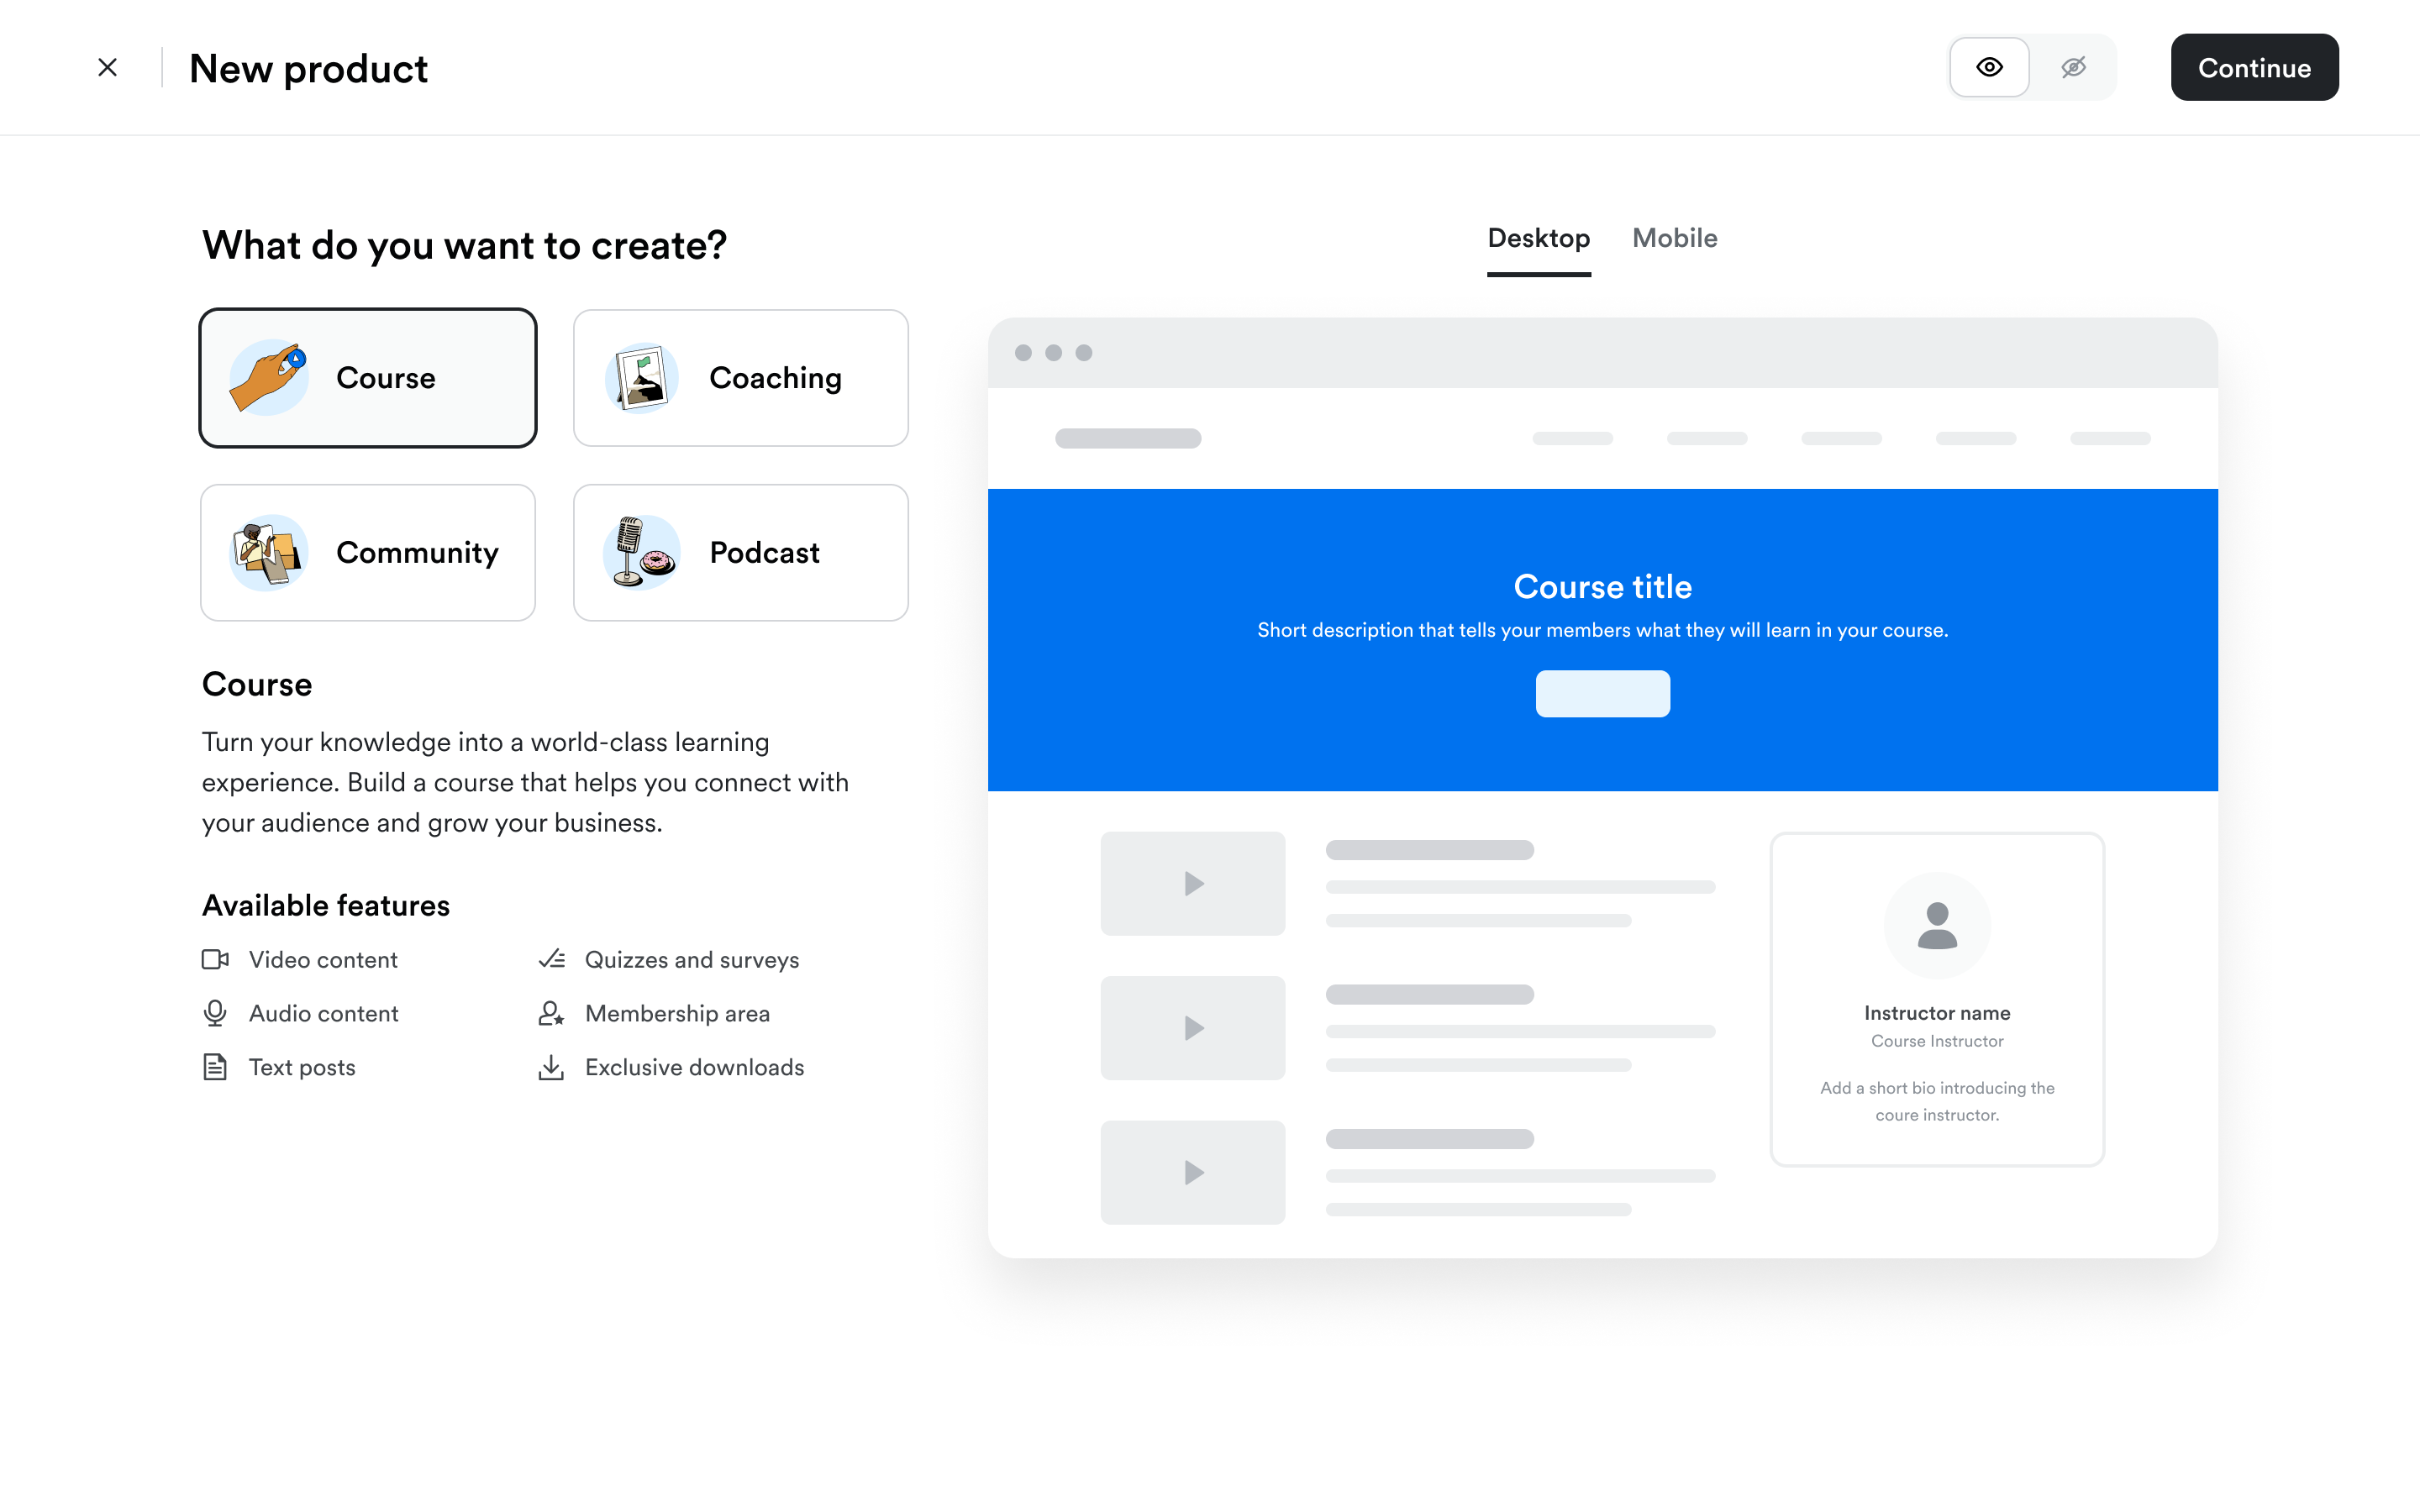 New product
Continue
What do you want to create?
Course
Coaching
Community
Podcast
Course
Turn your knowledge into a world-class learning
experience. Build a course that helps you connect with
your audience and grow your business.
Available features
Video content
Quizzes and surveys
Audio content
Membership area
Text posts
Exclusive downloads
Desktop
Mobile
Course title
Short description that tells your members what they will learn in your course.
Instructor name
Course Instructor
Add a short bio introducing the
coure instructor.